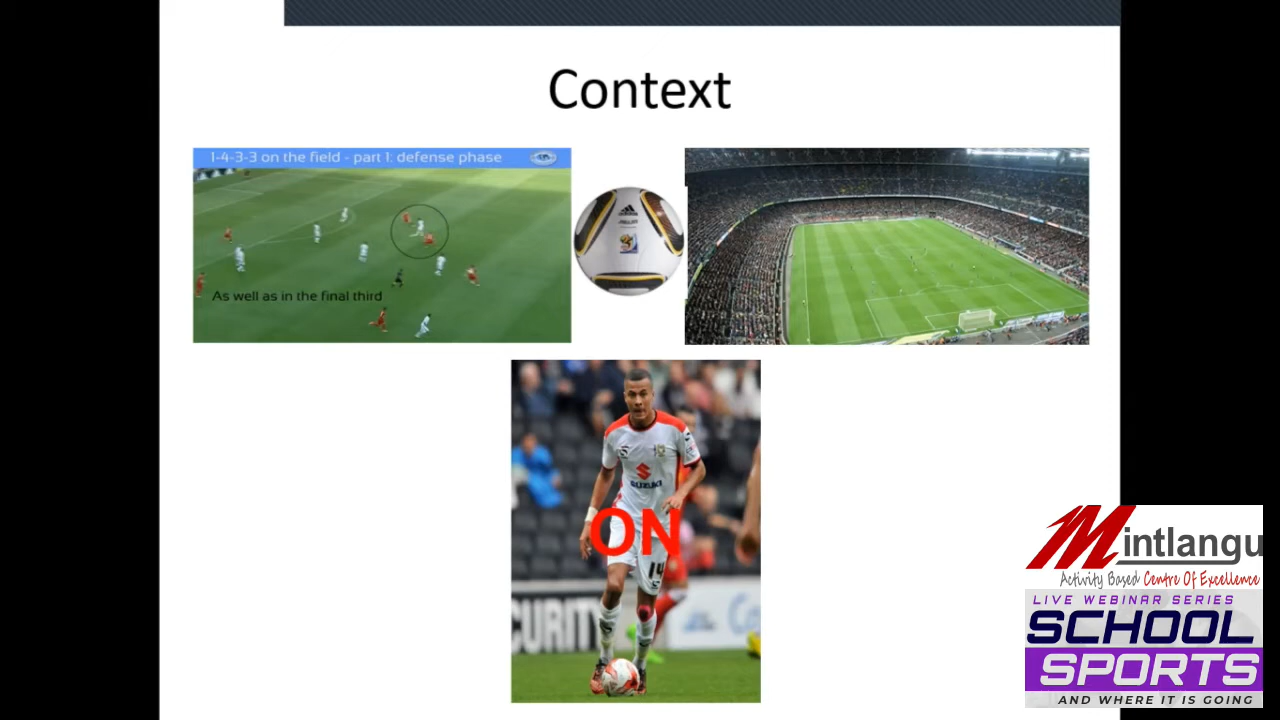 Context
1-4-3-3 on the field - part 1: defense phase
As well as in the final third
adidas
SUZUKI
ON
14
CURITY
Mintlangu
Activity Based Centre Of Excellence
LIVE WEBINAR SERIES
SCHOOL
SPORTS
AND WHERE IT IS GOING